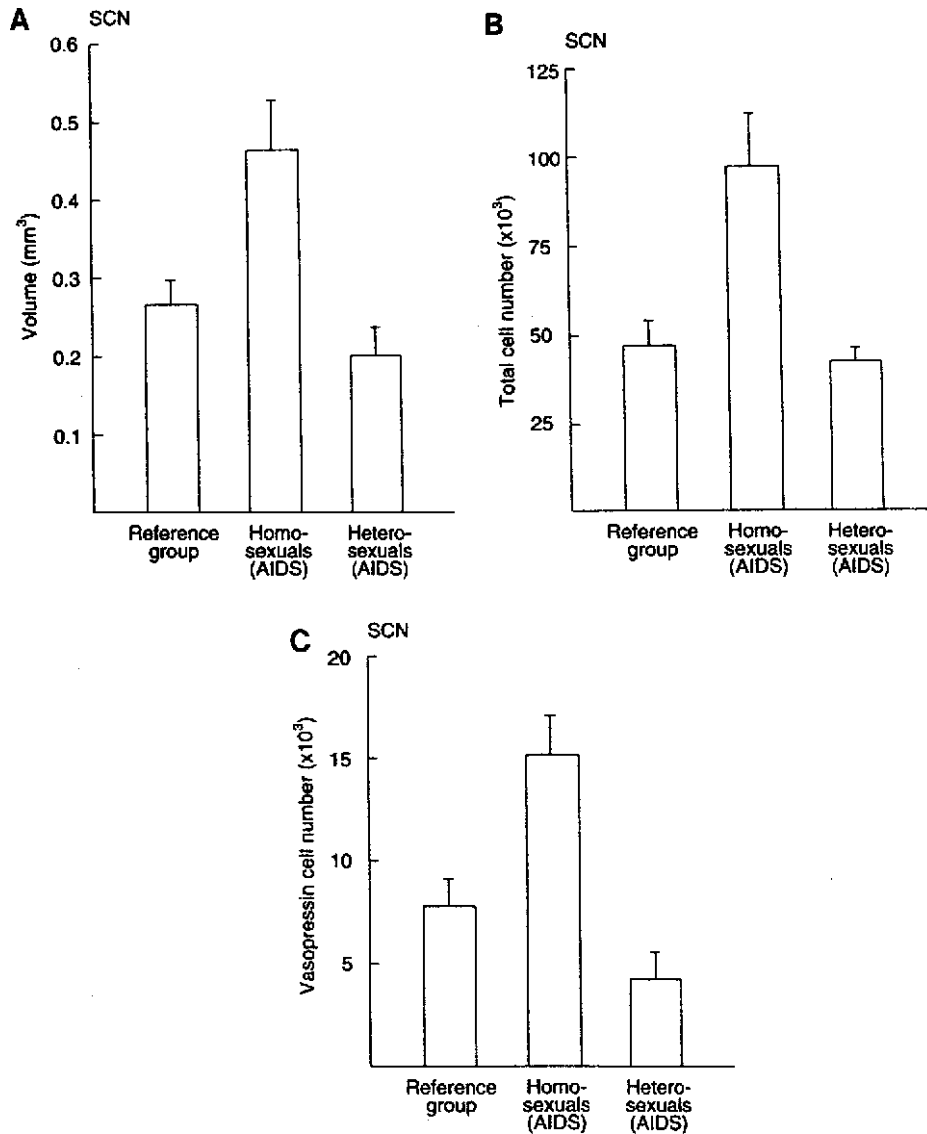 A
SCN
0.6
0.5
0.4
0.3
0.2
0.1
Volume (mm³)
Reference
group
Homo-
sexuals
(AIDS)
Hetero-
sexuals
(AIDS)
B
SCN
125
100
75
50
25
Total cell number (x10³)
Reference
group
Homo-
sexuals
(AIDS)
Hetero-
sexuals
(AIDS)
C
SCN
20
15
10
5
Vasopressin cell number (x10³)
Reference
group
Homo-
sexuals
(AIDS)
Hetero-
sexuals
(AIDS)